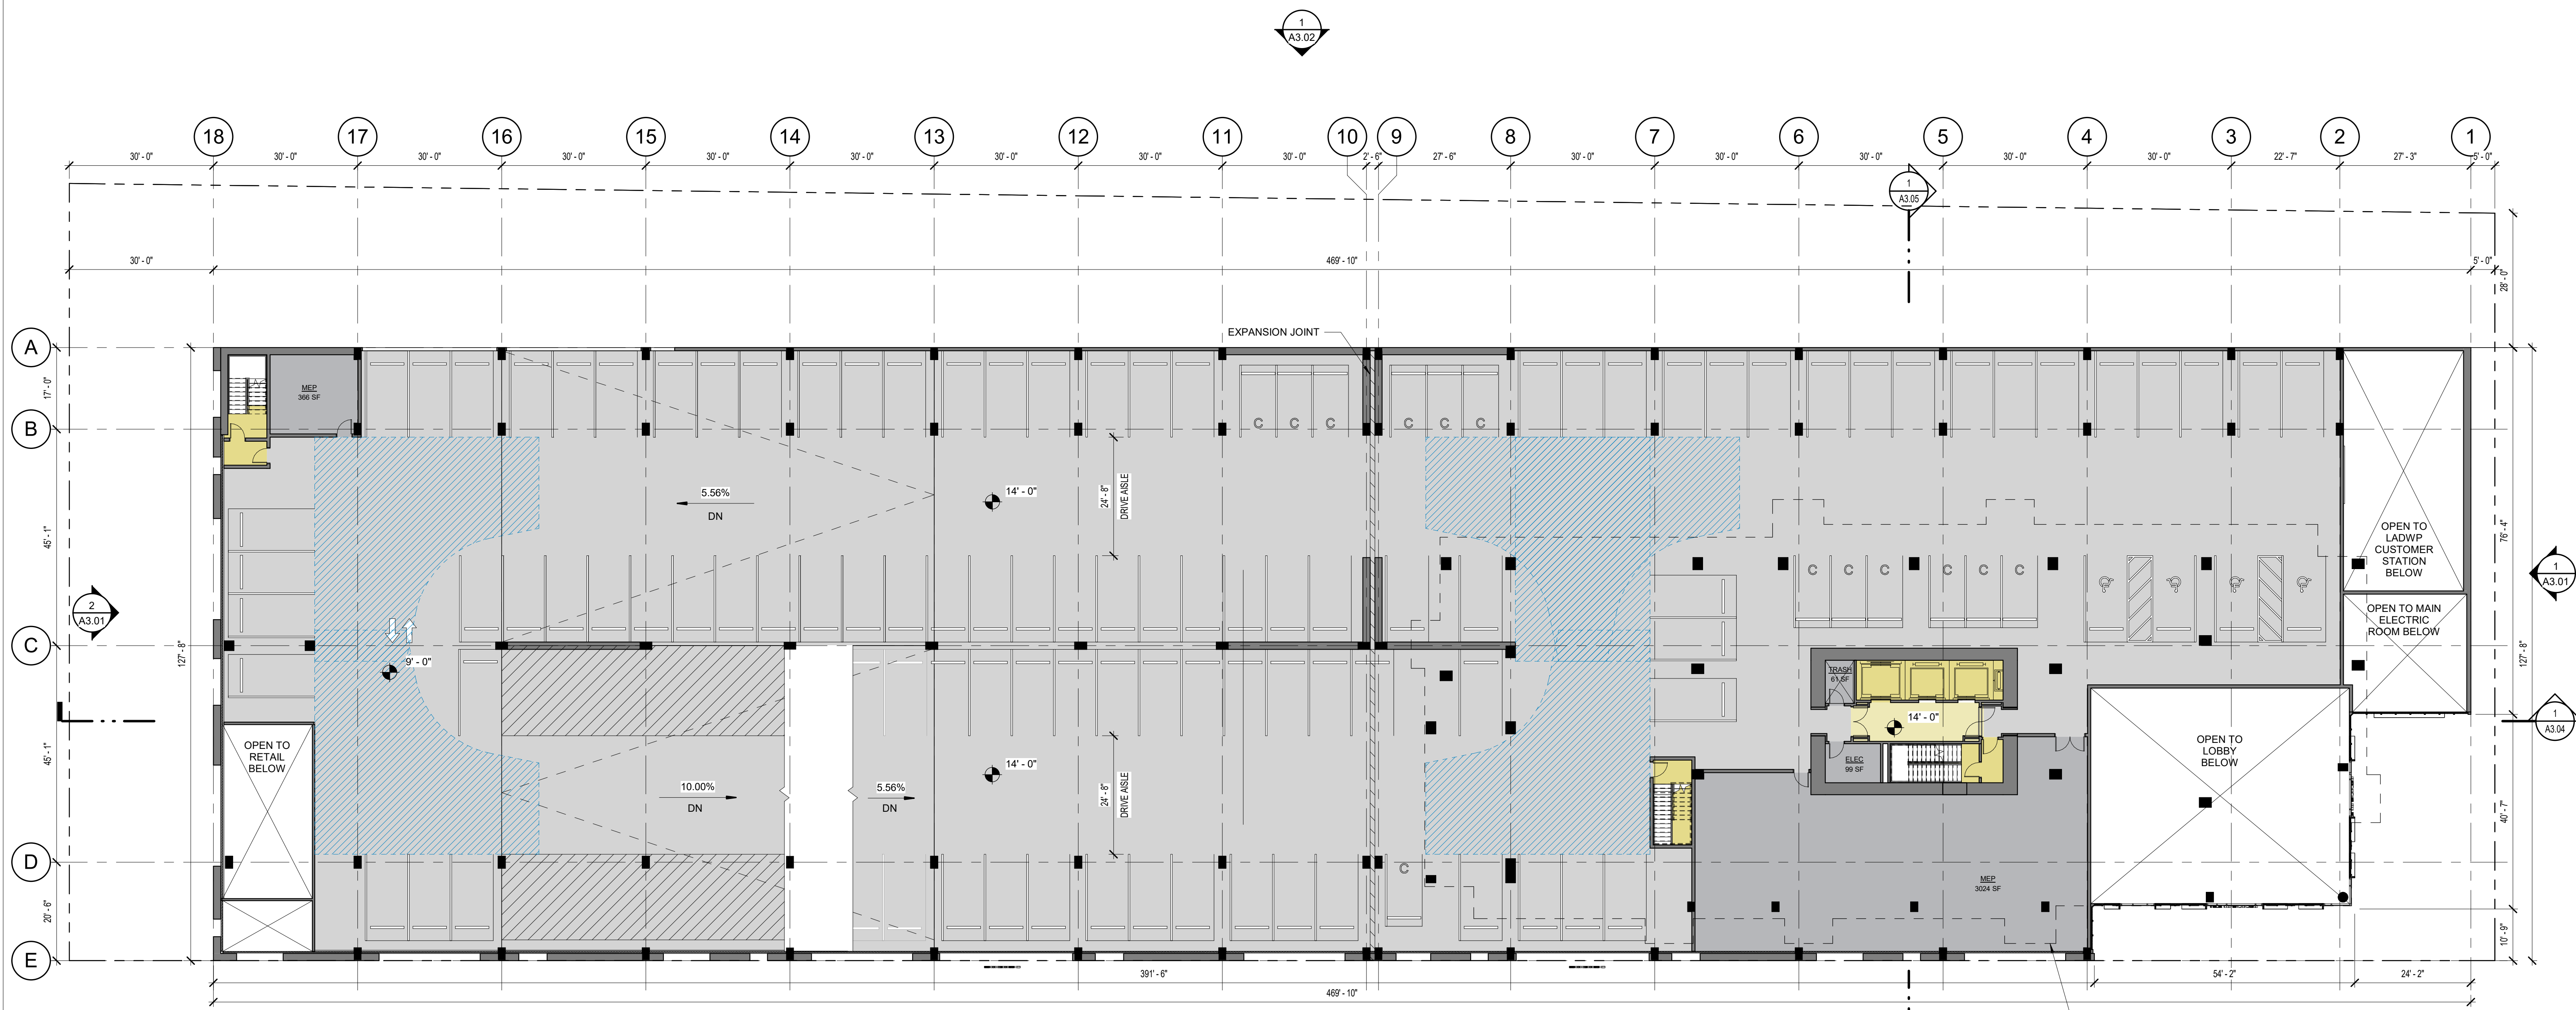 1
A3.02
18
17
16
15
14
13
12
11
10
9
8
7
6
5
4
3
2
1
30' - 0"
30' - 0"
30' - 0"
30' - 0"
30' - 0"
30' - 0"
30' - 0"
30' - 0"
30' - 0"
2' - 6"
27' - 6"
30' - 0"
30' - 0"
30' - 0"
30' - 0"
30' - 0"
22' - 7"
27' - 3"
5' - 0"
1
A3.05
30' - 0"
469' - 10"
5' - 0"
28' - 0"
EXPANSION JOINT
A
17' - 0"
MEP
366 SF
B
C
C
C
C
C
C
45' - 1"
5.56%
DN
14' - 0"
24' - 8"
DRIVE AISLE
76' - 4"
OPEN TO
LADWP
CUSTOMER
STATION
BELOW
C
C
C
C
C
C
1
A3.01
2
A3.01
OPEN TO MAIN
ELECTRIC
ROOM BELOW
C
127' - 8"
9' - 0"
127' - 8"
TRASH
61 SF
14' - 0"
1
A3.04
45' - 1"
OPEN TO
RETAIL
BELOW
OPEN TO
LOBBY
BELOW
ELEC
99 SF
14' - 0"
10.00%
DN
5.56%
DN
24' - 8"
DRIVE AISLE
40' - 7"
D
C
MEP
3024 SF
20' - 6"
10' - 9"
E
391' - 6"
54' - 2"
24' - 2"
469' - 10"